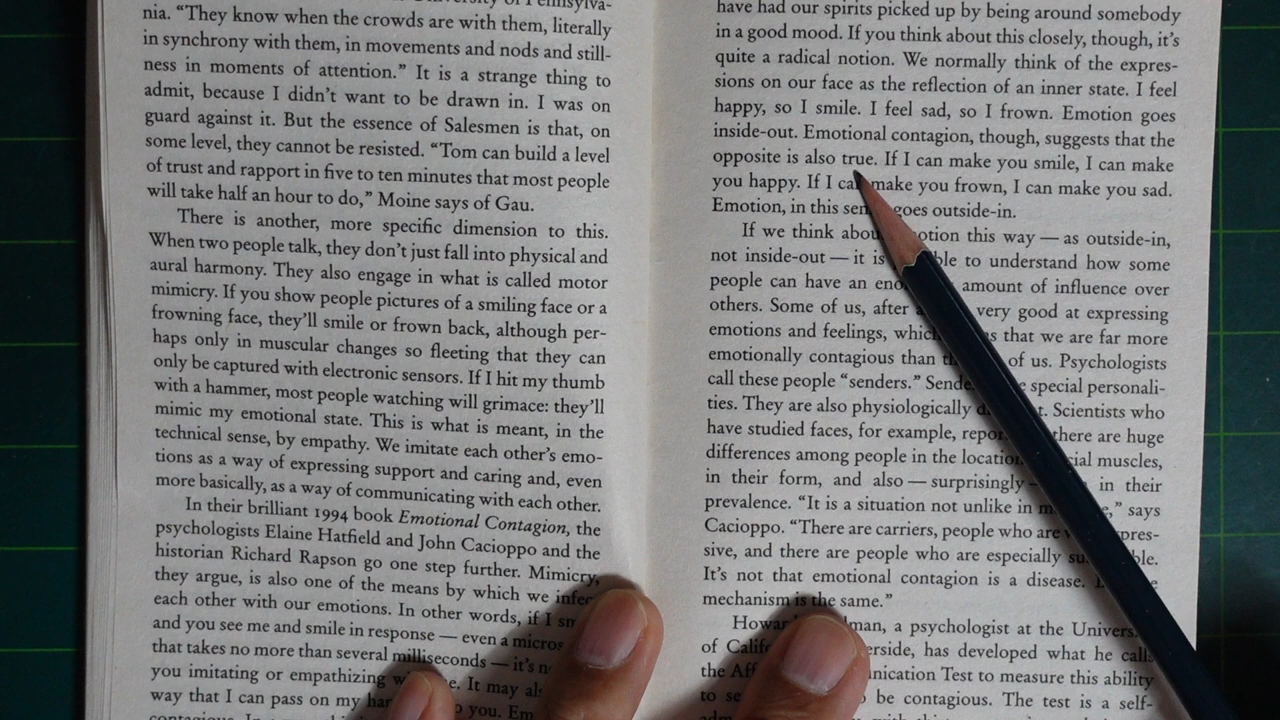 University of Pennsylva-
nia. “They know when the crowds are with them, literally
in synchrony with them, in movements and nods and still-
ness in moments of attention.” It is a strange thing to
admit, because I didn’t want to be drawn in. I was on
guard against it. But the essence of Salesmen is that, on
some level, they cannot be resisted. “Tom can build a level
of trust and rapport in five to ten minutes that most people
will take half an hour to do,” Moine says of Gau.
There is another, more specific dimension to this.
When two people talk, they don’t just fall into physical and
aural harmony. They also engage in what is called motor
mimicry. If you show people pictures of a smiling face or a
frowning face, they’ll smile or frown back, although per-
haps only in muscular changes so fleeting that they can
only be captured with electronic sensors. If I hit my thumb
with a hammer, most people watching will grimace: they’ll
mimic my emotional state. This is what is meant, in the
technical sense, by empathy. We imitate each other’s emo-
tions as a way of expressing support and caring and, even
more basically, as a way of communicating with each other.
In their brilliant 1994 book Emotional Contagion, the
psychologists Elaine Hatfield and John Cacioppo and the
historian Richard Rapson go one step further. Mimicry,
they argue, is also one of the means by which we infect
each other with our emotions. In other words, if I
and you see me and smile in response — even a
that takes no more than several milliseconds — it’s
you imitating or empathizing
way that I can pass on my to you.
have had our spirits picked up by being around somebody
in a good mood. If you think about this closely, though, it’s
quite a radical notion. We normally think of the expres-
sions on our face as the reflection of an inner state. I feel
happy, so I smile. I feel sad, so I frown. Emotion goes
inside-out. Emotional contagion, though, suggests that the
opposite is also true. If I can make you smile, I can make
you happy. If I can make you frown, I can make you sad.
Emotion, in this goes outside-in.
If we think this way — as outside-in,
not inside-out — it is to understand how some
people can have an amount of influence over
others. Some of us, after very good at expressing
emotions and feelings, that we are far more
emotionally contagious than of us. Psychologists
call these people “senders.” special personali-
ties. They are also physiologically Scientists who
have studied faces, for example, there are huge
differences among people in the muscles,
in their form, and also — surprisingly — in their
prevalence. “It is a situation not unlike in says
Cacioppo. “There are carriers, people who are
sive, and there are people who are especially
It’s not that emotional contagion is a disease.
mechanism is the same.”
a psychologist at the
of has developed what he calls
the Test to measure this ability
to be contagious. The test is a self-